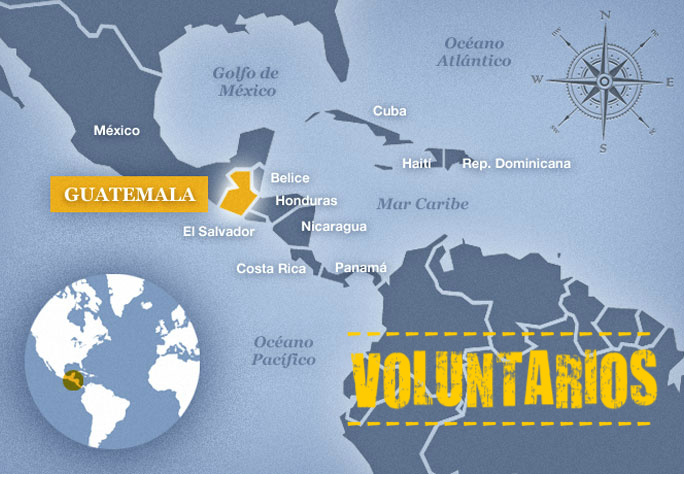 N
W
E
S
Océano
Atlántico
Golfo de
México
Cuba
México
Haití
Rep. Dominicana
Belice
GUATEMALA
Honduras
Mar Caribe
Nicaragua
El Salvador
Costa Rica
Panamá
Océano
Pacífico
VOLUNTARIOS